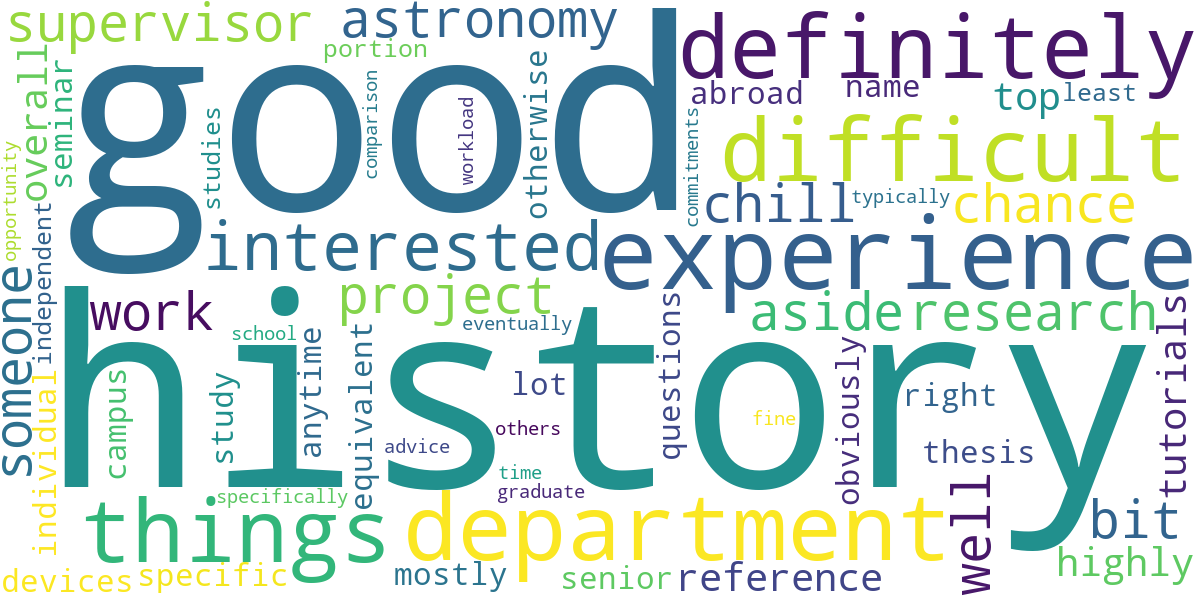 supervisor
astronomy
definitely
good
portion
comparison
workload
otherwise
abroad
name
top
least
overall
seminar
studies
commitments
difficult
opportunity
independent
chill
typically
chance
interested
experience
someone
work
project
aside
research
history
school
eventually
anytime
equivalent
questions
lot
obviously
right
tutorials
campus
study
individual
advice
others
fine
thesis
time
graduate
specifically
things
department
well
bit
devices
specific
mostly
senior
reference
highly